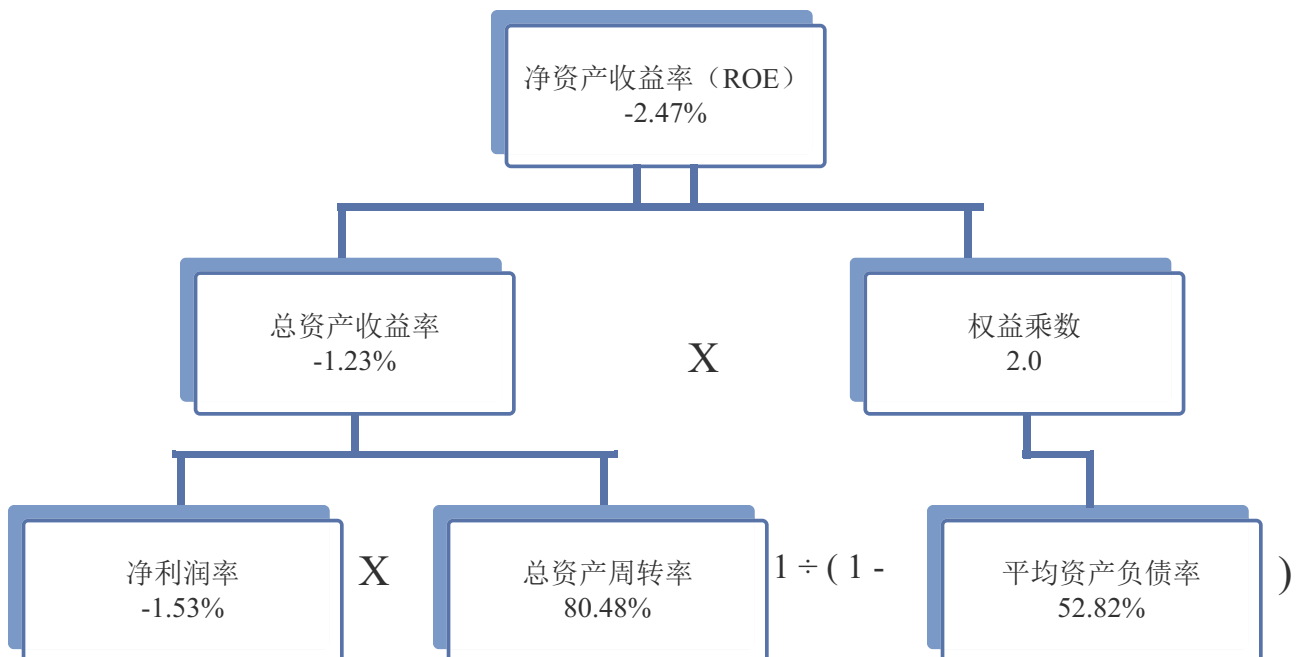 净资产收益率（ROE）
-2.47%
总资产收益率
-1.23%
X
权益乘数
2.0
净利润率
-1.53%
X
总资产周转率
80.48%
1 ÷ ( 1 -
平均资产负债率
52.82%
)